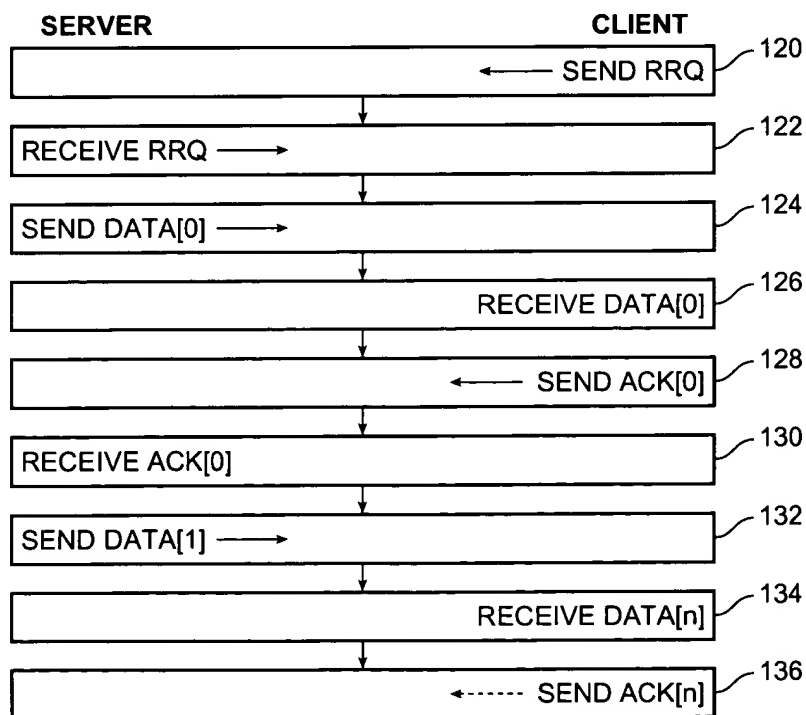 SERVER CLIENT
← SEND RRQ 120
RECEIVE RRQ → 122
SEND DATA[0] → 124
RECEIVE DATA[0] 126
← SEND ACK[0] 128
RECEIVE ACK[0] 130
SEND DATA[1] → 132
RECEIVE DATA[n] 134
← SEND ACK[n] 136